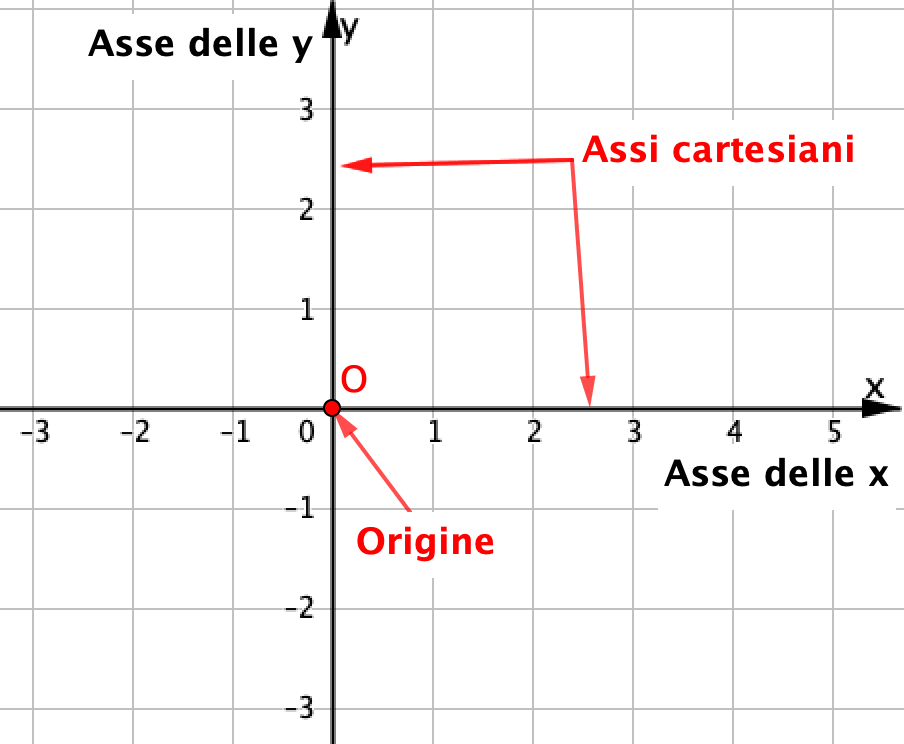 Asse delle y
y
3
Assi cartesiani
2
1
O
x
–3 –2 –1 0 1 2 3 4 5
Asse delle x
–1
Origine
–2
–3